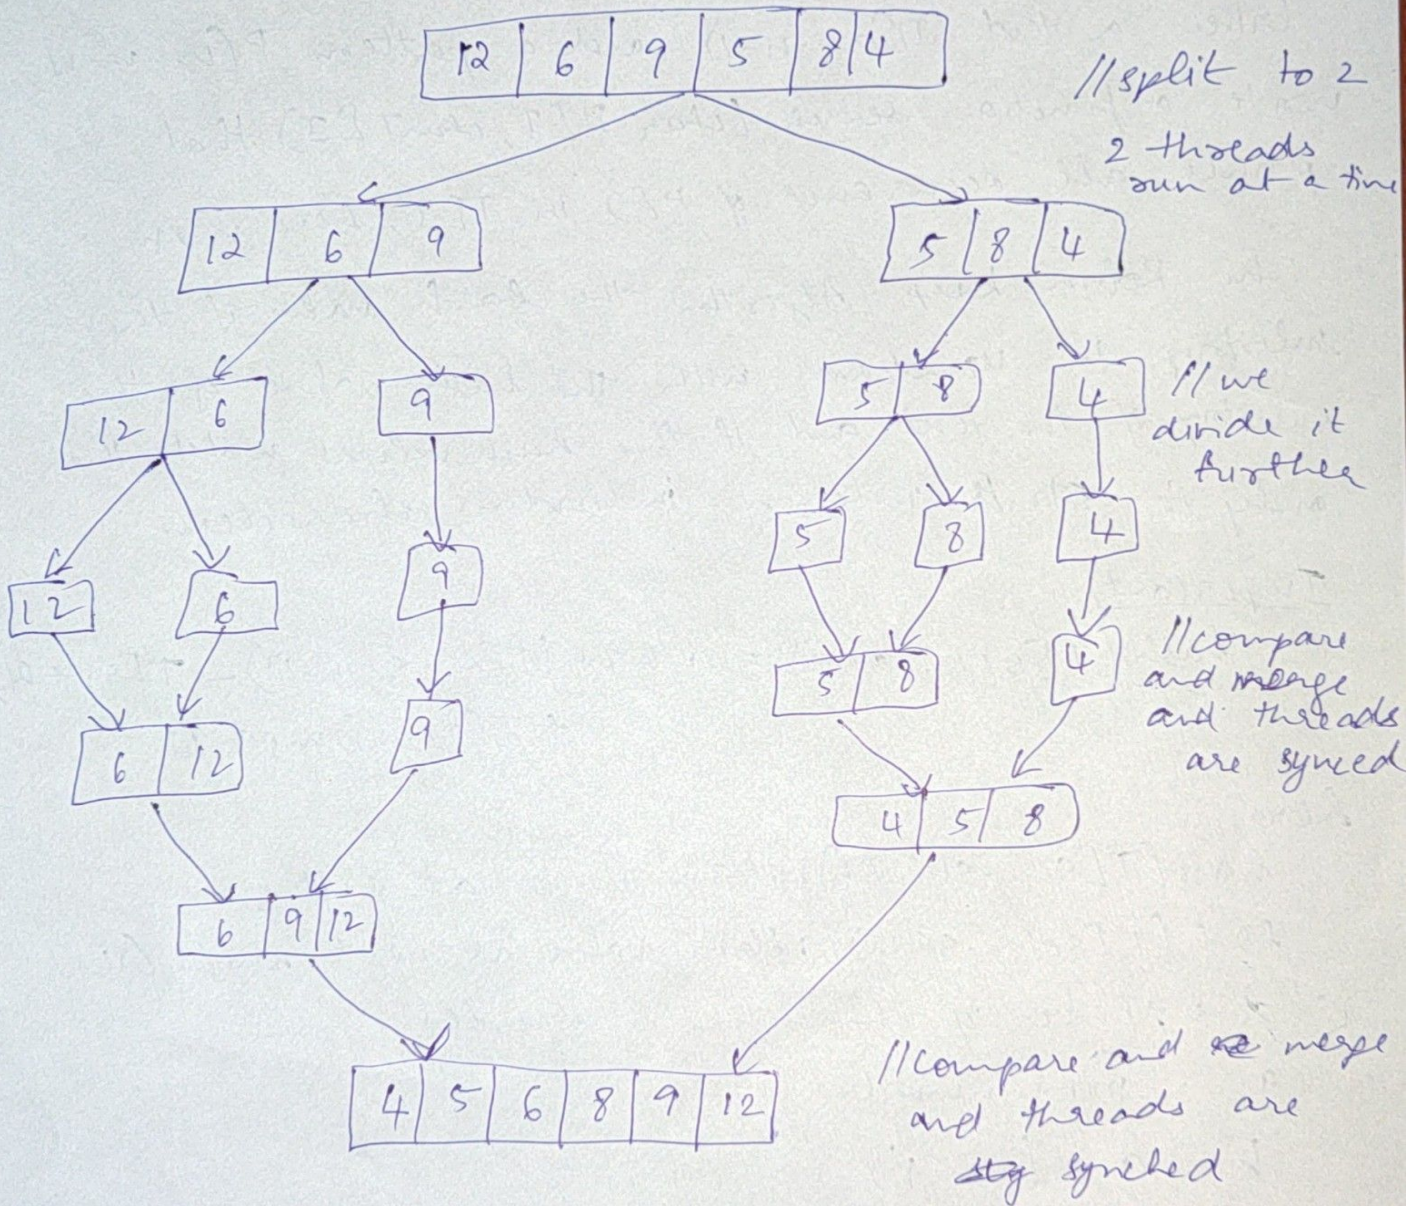 12 6 9 5 8 4
//split to 2
2 threads
run at a time
12 6 9
5 8 4
12 6
9
5 8
4
//we
divide it
further
5
8
4
12
6
9
//compare
and merge
and threads
are synced
5 8
4
6 12
9
4 5 8
6 9 12
4 5 6 8 9 12
//compare and merge
and threads are
synched